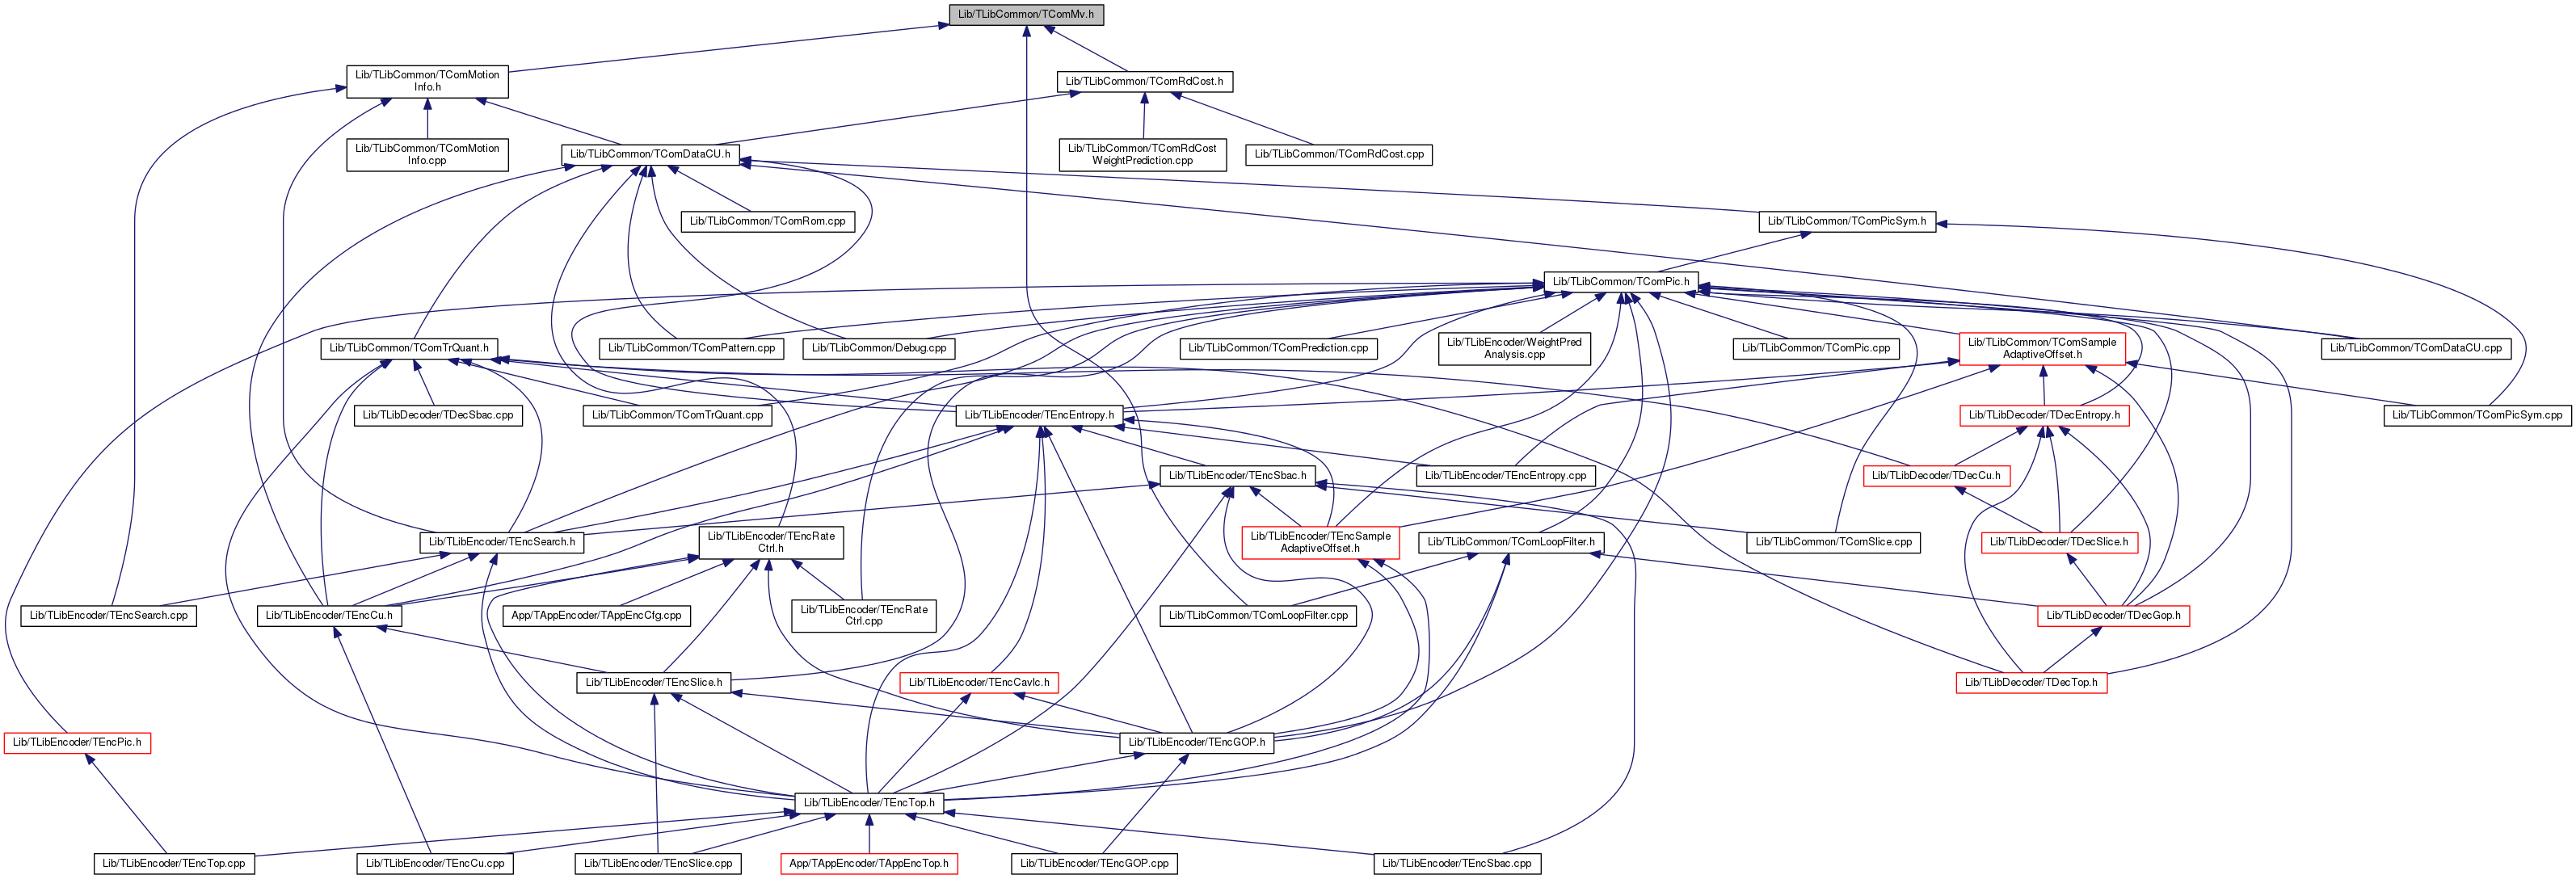 Lib/TLibCommon/TComMv.h
Lib/TLibCommon/TComMotion
Info.h
Lib/TLibCommon/TComRdCost.h
Lib/TLibCommon/TComMotion
Info.cpp
Lib/TLibCommon/TComDataCU.h
Lib/TLibCommon/TComRdCost
WeightPrediction.cpp
Lib/TLibCommon/TComRdCost.cpp
Lib/TLibCommon/TComRom.cpp
Lib/TLibCommon/TComPicSym.h
Lib/TLibCommon/TComPic.h
Lib/TLibCommon/TComTrQuant.h
Lib/TLibCommon/TComPattern.cpp
Lib/TLibCommon/Debug.cpp
Lib/TLibCommon/TComPrediction.cpp
Lib/TLibEncoder/WeightPred
Analysis.cpp
Lib/TLibCommon/TComPic.cpp
Lib/TLibCommon/TComSample
AdaptiveOffset.h
Lib/TLibCommon/TComDataCU.cpp
Lib/TLibDecoder/TDecSbac.cpp
Lib/TLibCommon/TComTrQuant.cpp
Lib/TLibEncoder/TEncEntropy.h
Lib/TLibDecoder/TDecEntropy.h
Lib/TLibCommon/TComPicSym.cpp
Lib/TLibEncoder/TEncSbac.h
Lib/TLibEncoder/TEncEntropy.cpp
Lib/TLibDecoder/TDecCu.h
Lib/TLibEncoder/TEncSearch.h
Lib/TLibEncoder/TEncRate
Ctrl.h
Lib/TLibEncoder/TEncSample
AdaptiveOffset.h
Lib/TLibCommon/TComLoopFilter.h
Lib/TLibCommon/TComSlice.cpp
Lib/TLibDecoder/TDecSlice.h
Lib/TLibEncoder/TEncSearch.cpp
Lib/TLibEncoder/TEncCu.h
App/TAppEncoder/TAppEncCfg.cpp
Lib/TLibEncoder/TEncRate
Ctrl.cpp
Lib/TLibCommon/TComLoopFilter.cpp
Lib/TLibDecoder/TDecGop.h
Lib/TLibEncoder/TEncSlice.h
Lib/TLibEncoder/TEncCavlc.h
Lib/TLibDecoder/TDecTop.h
Lib/TLibEncoder/TEncPic.h
Lib/TLibEncoder/TEncGOP.h
Lib/TLibEncoder/TEncTop.h
Lib/TLibEncoder/TEncTop.cpp
Lib/TLibEncoder/TEncCu.cpp
Lib/TLibEncoder/TEncSlice.cpp
App/TAppEncoder/TAppEncTop.h
Lib/TLibEncoder/TEncGOP.cpp
Lib/TLibEncoder/TEncSbac.cpp